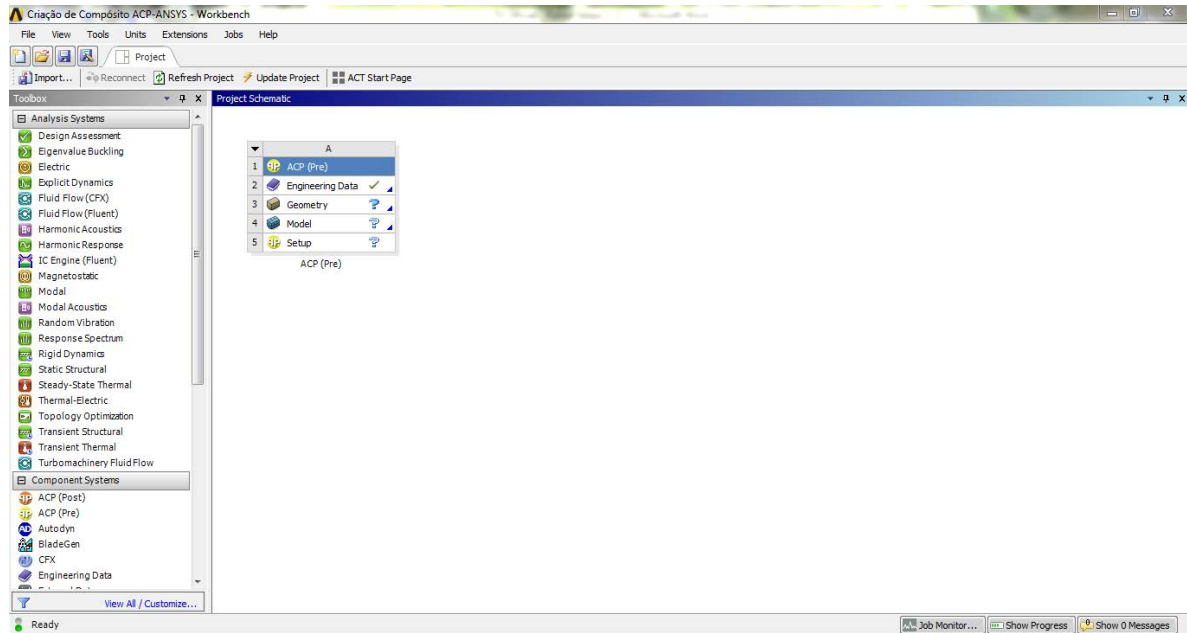 Criação de Compósito ACP-ANSYS - Workbench
File View Tools Units Extensions Jobs Help
Project
Import... Reconnect Refresh Project Update Project ACT Start Page
Toolbox
Project Schematic
Analysis Systems
Design Assessment
Eigenvalue Buckling
Electric
Explicit Dynamics
Fluid Flow (CFX)
Fluid Flow (Fluent)
Harmonic Acoustics
Harmonic Response
IC Engine (Fluent)
Magnetostatic
Modal
Modal Acoustics
Random Vibration
Response Spectrum
Rigid Dynamics
Static Structural
Steady-State Thermal
Thermal-Electric
Topology Optimization
Transient Structural
Transient Thermal
Turbomachinery Fluid Flow
Component Systems
ACP (Post)
ACP (Pre)
Autodyn
BladeGen
CFX
Engineering Data
View All / Customize...
A
1 ACP (Pre)
2 Engineering Data
3 Geometry
4 Model
5 Setup
ACP (Pre)
Ready
Job Monitor... Show Progress Show 0 Messages